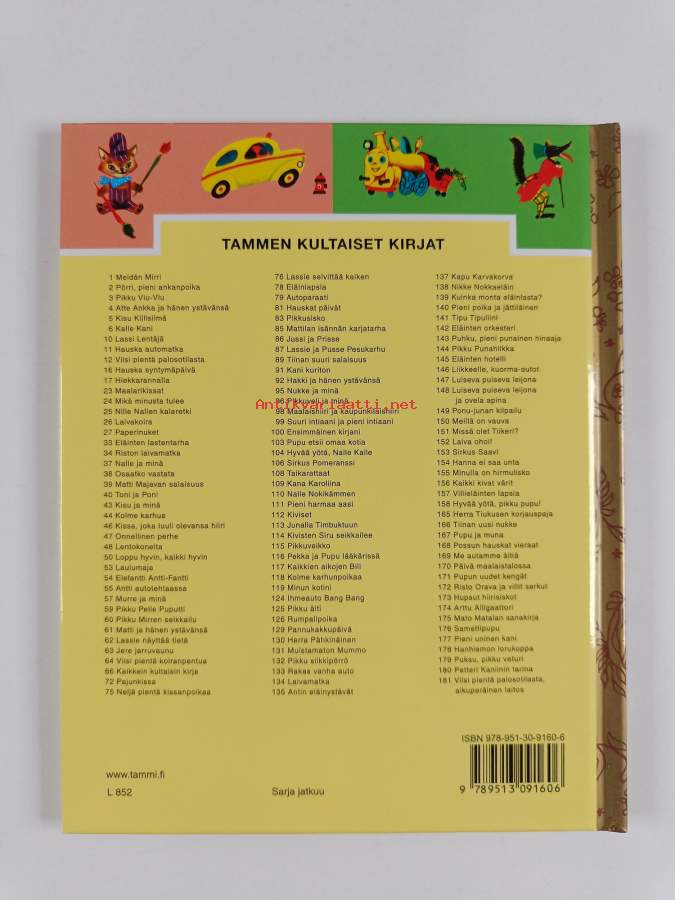 TAMMEN KULTAISET KIRJAT
1 Meidän Mirri
2 Pörri, pieni ankanpoika
3 Pikku Viu-Viu
4 Atte Ankka ja hänen ystävänsä
5 Kisu Kiilisilmä
6 Kalle Kani
10 Lassi Lentäjä
11 Hauska automatka
12 Viisi pientä palosotilasta
16 Hauska syntymäpäivä
17 Hiekkarannalla
23 Maalarikissat
24 Mikä minusta tulee
25 Nille Nallen kalaretki
26 Laivakoira
27 Paperinuket
33 Eläinten lastentarha
34 Riston laivamatka
37 Nalle ja minä
38 Osaatko vastata
39 Matti Majavan salaisuus
40 Toni ja Poni
43 Kisu ja minä
44 Kolme karhua
46 Kissa, joka luuli olevansa hiiri
47 Onnellinen perhe
48 Lentokoneita
50 Loppu hyvin, kaikki hyvin
53 Laulumaja
54 Elefantti Antti-Fantti
55 Antti autotehtaassa
57 Murre ja minä
59 Pikku Pelle Puputti
60 Pikku Mirren seikkailu
61 Matti ja hänen ystävänsä
62 Lassie näyttää tietä
63 Jere jarruvaunu
64 Viisi pientä koiranpentua
66 Kaikkein kultaisin kirja
72 Pajunkissa
75 Neljä pientä kissanpoikaa
76 Lassie selvittää kaiken
78 Eläinlapsia
79 Autoparaati
81 Hauskat päivät
83 Pikkusisko
85 Mattilan isännän karjatarha
86 Jussi ja Prisse
87 Lassie ja Pusse Pesukarhu
89 Tiinan suuri salaisuus
91 Kani kuriton
92 Hakki ja hänen ystävänsä
95 Nukke ja minä
96 Pikkuveli ja minä
Antikvariaatti.net
98 Maalaishiiri ja kaupunkilaishiiri
99 Suuri intiaani ja pieni intiaani
100 Ensimmäinen kirjani
103 Pupu etsii omaa kotia
104 Hyvää yötä, Nalle Kalle
106 Sirkus Pomeranssi
108 Taikarattaat
109 Kana Karoliina
110 Nalle Nokikämmen
111 Pieni harmaa aasi
112 Kiviset
113 Junalla Timbuktuun
114 Kivisten Siru seikkailee
115 Pikkuveikko
116 Pekka ja Pupu lääkärissä
117 Kaikkien aikojen Bili
118 Kolme karhunpoikaa
119 Minun kotini
124 Ihmeauto Bang Bang
125 Pikku äiti
126 Rumpalipoika
129 Pannukakkupäivä
130 Herra Pähkinäinen
131 Muistamaton Mummo
132 Pikku silkkipörrö
133 Rakas vanha auto
134 Laivamatka
135 Antin eläinystävät
137 Kapu Karvakorva
138 Nikke Nokkaeläin
139 Kuinka monta eläinlasta?
140 Pieni poika ja jättiläinen
141 Tipu Tipuliini
142 Eläinten orkesteri
143 Puhku, pieni punainen hinaaja
144 Pikku Punahilkka
145 Eläinten hotelli
146 Liikkeelle, kuorma-autot
147 Luiseva puiseva leijona
148 Luiseva puiseva leijona
ja ovela apina
149 Ponu-junan kilpailu
150 Meillä on vauva
151 Missä olet Tiikeri?
152 Laiva ohoi!
153 Sirkus Saavi
154 Hanna ei saa unta
155 Minulla on hirmulisko
156 Kaikki kivat värit
157 Villieläinten lapsia
158 Hyvää yötä, pikku pupu!
165 Herra Tiukusen korjauspaja
166 Tiinan uusi nukke
167 Pupu ja muna
168 Possun hauskat vieraat
169 Me autamme äitiä
170 Päivä maalaistalossa
171 Pupun uudet kengät
172 Risto Orava ja villit serkut
173 Hupsut hiirisiskot
174 Arttu Alligaattori
175 Mato Matalan sanakirja
176 Samettipupu
177 Pieni uninen kani
178 Hanhiemon lorukoppa
179 Puksu, pikku veturi
180 Petteri Kaniinin tarina
181 Viisi pientä palosotilasta,
alkuperäinen laitos
ISBN 978-951-30-9160-6
9 789513 091606
www.tammi.fi
L 852
Sarja jatkuu